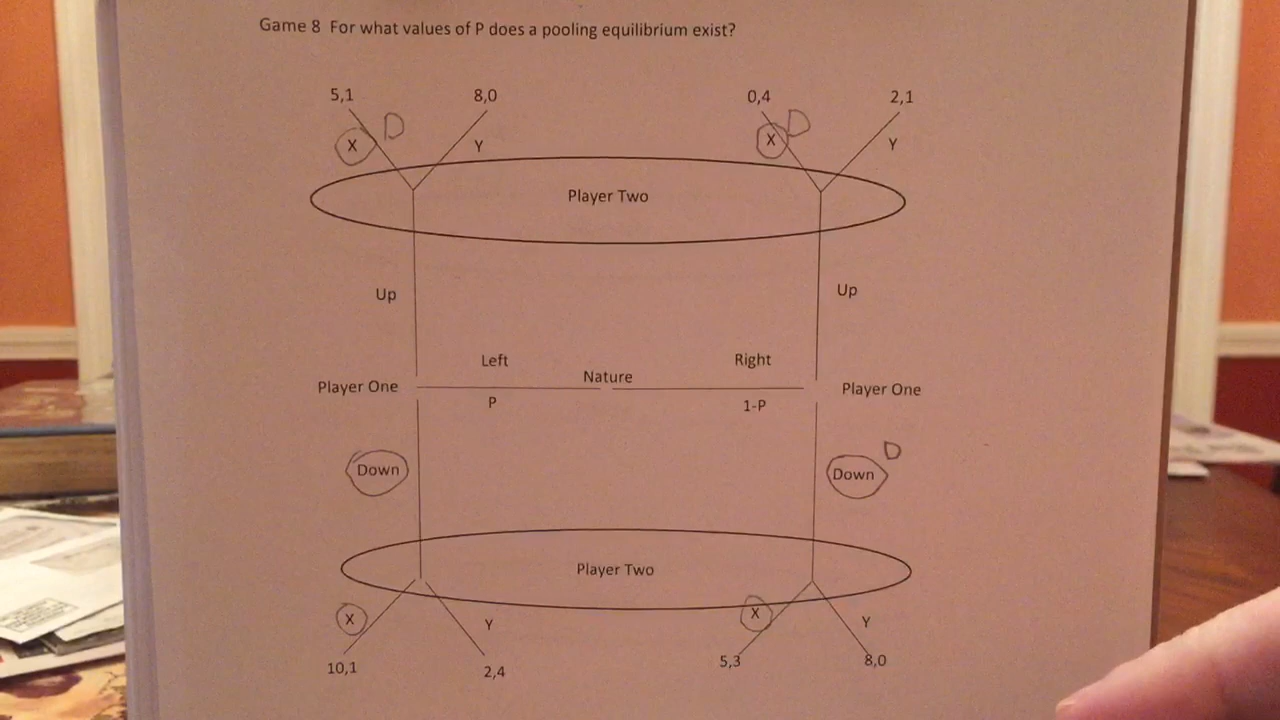 Game 8 For what values of P does a pooling equilibrium exist?
5,1 8,0 0,4 2,1
D D
X Y X Y
Player Two
Up Up
Left Right
Nature
Player One Player One
P 1-P
D
Down Down
Player Two
X Y X Y
10,1 2,4 5,3 8,0